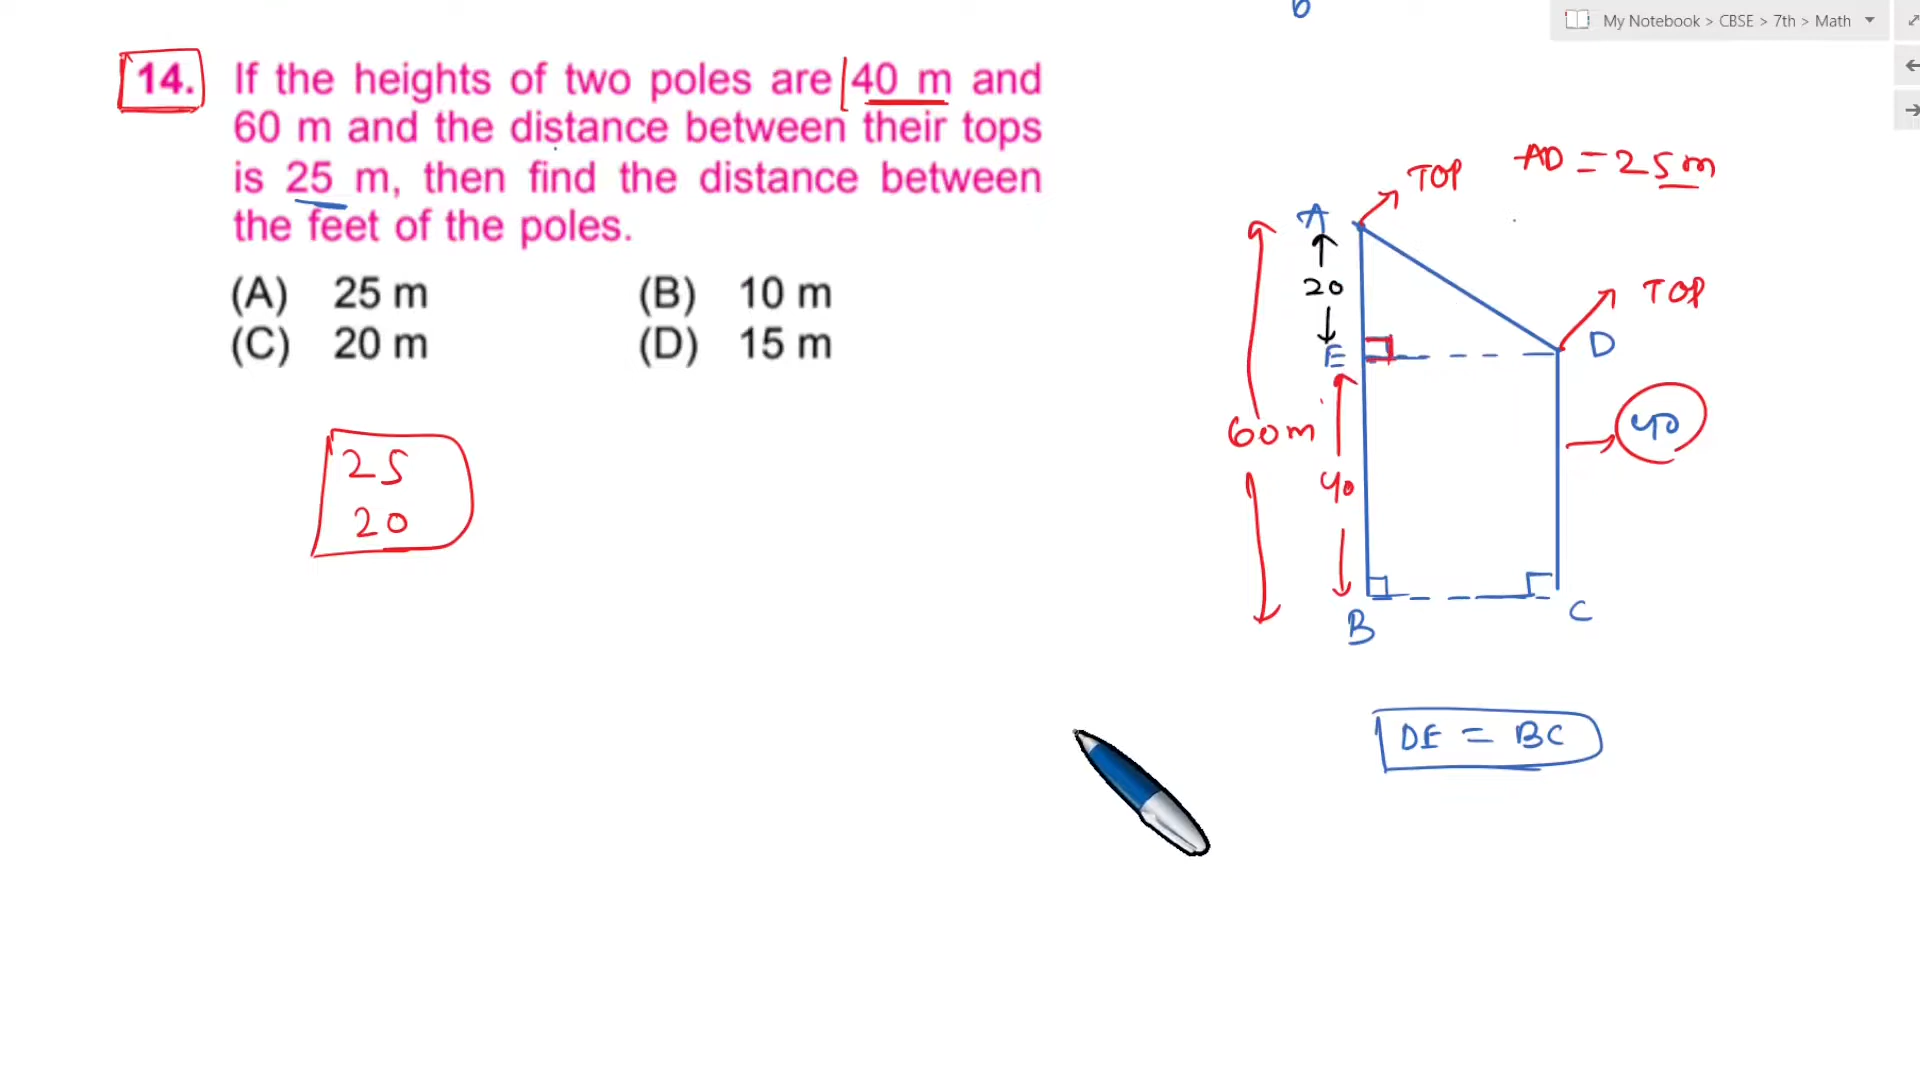 6
My Notebook > CBSE > 7th > Math
14. If the heights of two poles are 40 m and
60 m and the distance between their tops
is 25 m, then find the distance between
the feet of the poles.
(A) 25 m (B) 10 m
(C) 20 m (D) 15 m
25
20
TOP AD = 25m
A
20
TOP
E
D
60m
40
40
B
C
DE = BC